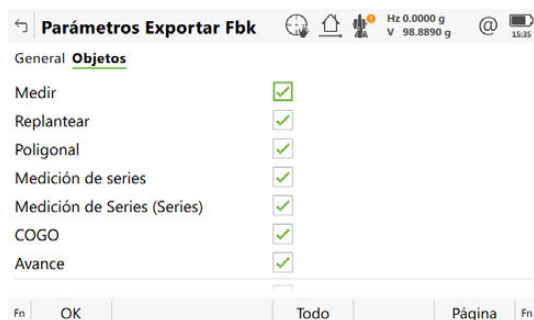 Parámetros Exportar Fbk
Hz 0.0000 g
V 98.8890 g
@
15:35
General Objetos
Medir
Replantear
Poligonal
Medición de series
Medición de Series (Series)
COGO
Avance
Fn OK Todo Página Fn